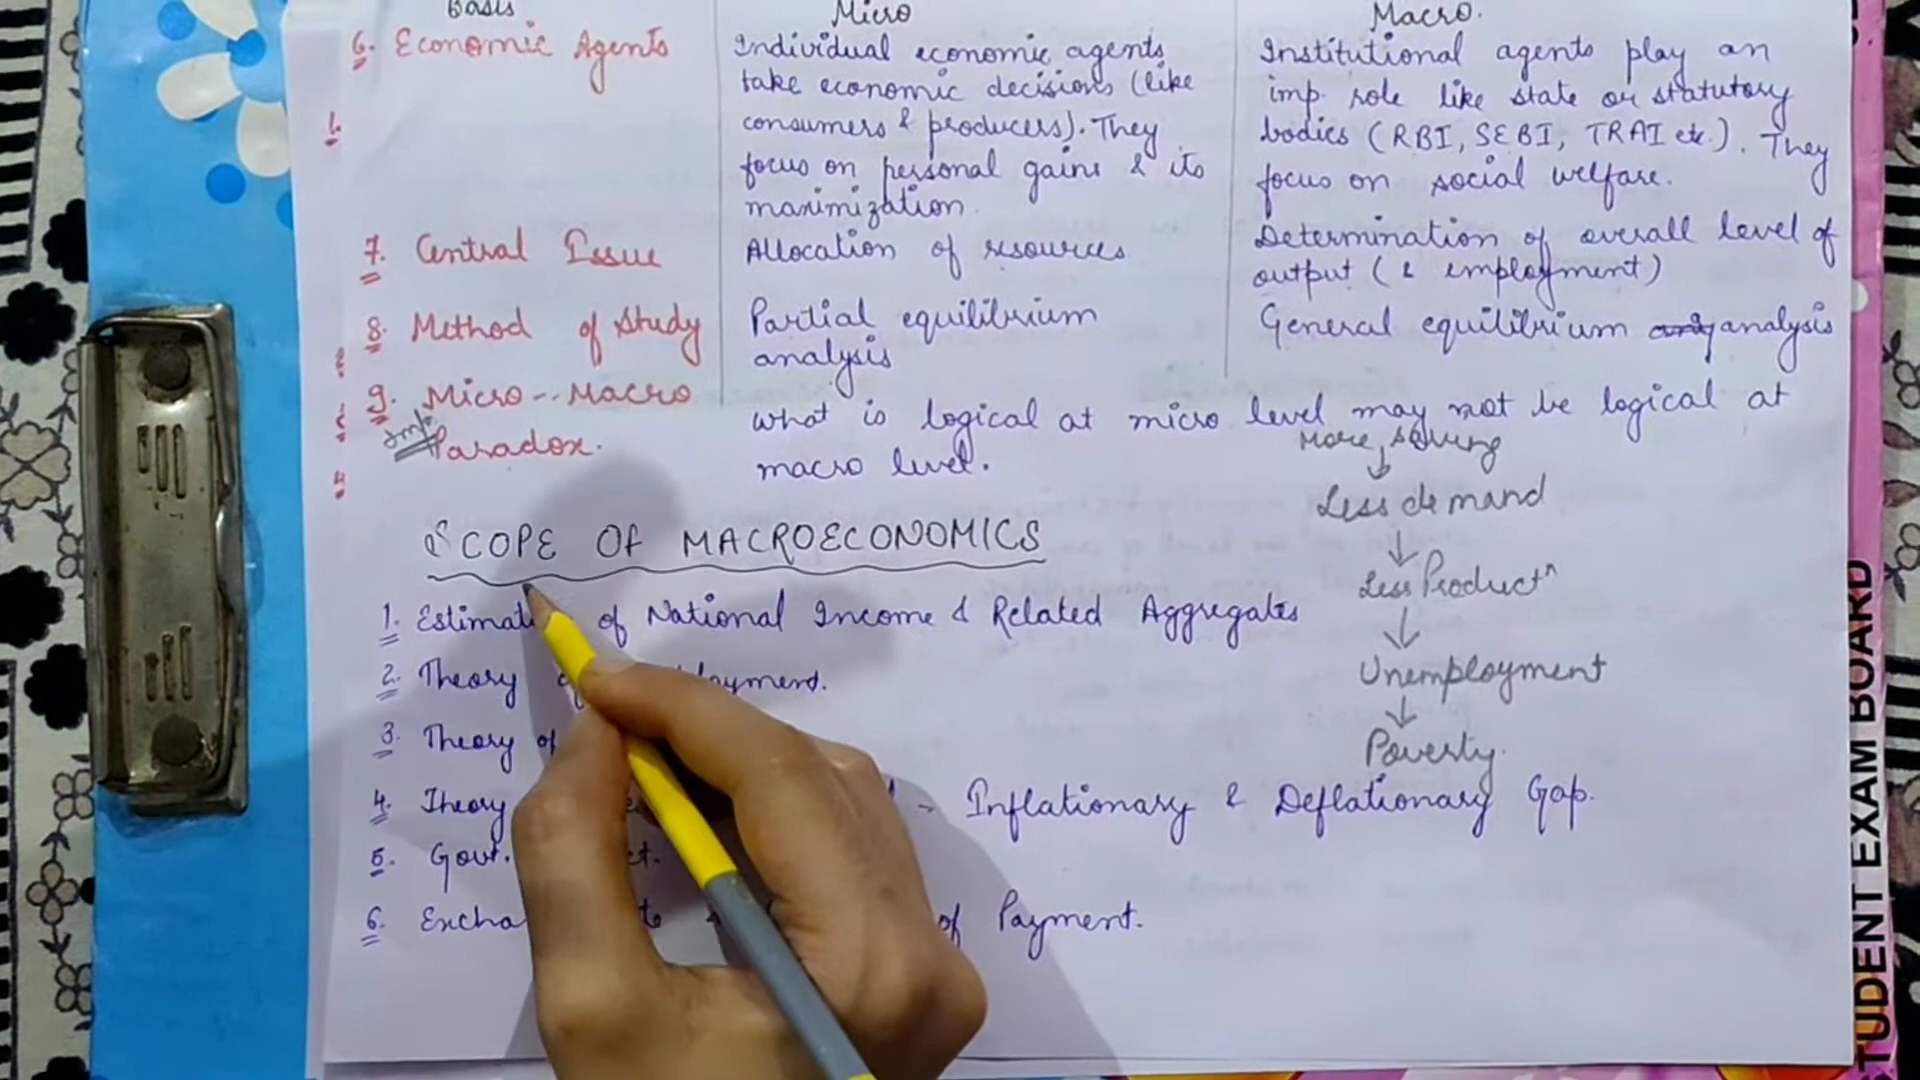 Basis Micro Macro.
6. Economic Agents
Individual economic agents
take economic decisions (like
consumers & producers). They
focus on personal gains & its
maximization.
Institutional agents play an
imp. role like state or statutory
bodies (RBI, SEBI, TRAI etc.). They
focus on social welfare.
7. Central Issue
Allocation of resources
Determination of overall level of
output (& employment)
8. Method of Study
Partial equilibrium
analysis
General equilibrium analysis
9. Micro-Macro
Imp
Paradox.
What is logical at micro level may not be logical at
macro level.
More saving
↓
Less demand
↓
Less Productⁿ
↓
Unemployment
↓
Poverty.
SCOPE OF MACROECONOMICS
1. Estimat of National Income & Related Aggregates
2. Theory
3. Theory of
4. Theory - Inflationary & Deflationary Gap.
5. Govt.
6. of Payment.
STUDENT EXAM BOARD